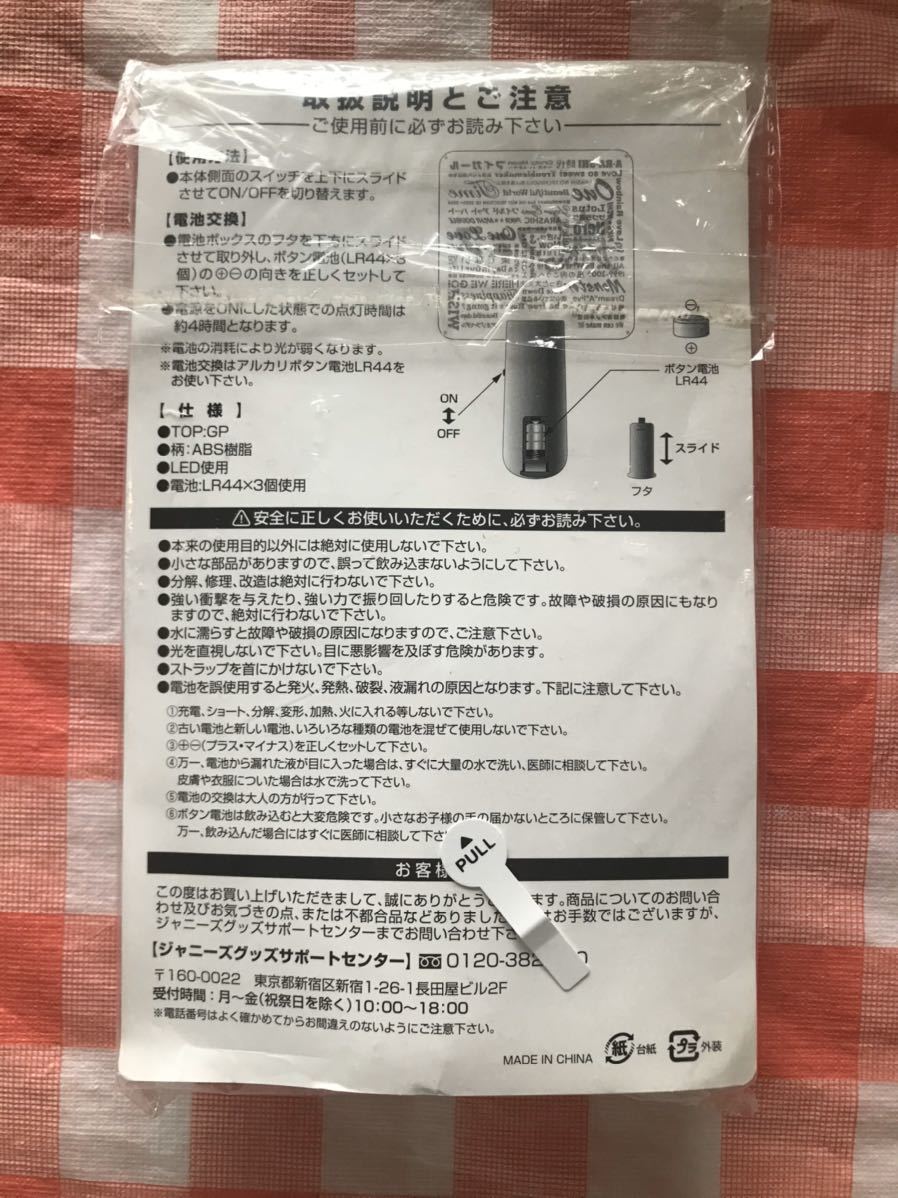 取扱説明とご注意
ご使用前に必ずお読み下さい
【使用方法】
●本体側面のスイッチを上下にスライド
させてON/OFFを切り替えます。
【電池交換】
●電池ボックスのフタを下方にスライド
させて取り外し、ボタン電池(LR44×3
個)の⊕⊖の向きを正しくセットして
下さい。
●電源をONにした状態での点灯時間は
約4時間となります。
※電池の消耗により光が弱くなります。
※電池交換はアルカリボタン電池LR44を
お使い下さい。
【仕様】
●TOP:GP
●柄:ABS樹脂
●LED使用
●電池:LR44×3個使用
Love so sweet Troublemaker
Time
Beautiful World
One
Lotus
One Love
Monster
ON
OFF
⊖
⊕
ボタン電池
LR44
スライド
フタ
⚠安全に正しくお使いいただくために、必ずお読み下さい。
●本来の使用目的以外には絶対に使用しないで下さい。
●小さな部品がありますので、誤って飲み込まないようにして下さい。
●分解、修理、改造は絶対に行わないで下さい。
●強い衝撃を与えたり、強い力で振り回したりすると危険です。故障や破損の原因にもなり
ますので、絶対に行わないで下さい。
●水に濡らすと故障や破損の原因になりますので、ご注意下さい。
●光を直視しないで下さい。目に悪影響を及ぼす危険があります。
●ストラップを首にかけないで下さい。
●電池を誤使用すると発火、発熱、破裂、液漏れの原因となります。下記に注意して下さい。
①充電、ショート、分解、変形、加熱、火に入れる等しないで下さい。
②古い電池と新しい電池、いろいろな種類の電池を混ぜて使用しないで下さい。
③⊕⊖(プラス・マイナス)を正しくセットして下さい。
④万一、電池から漏れた液が目に入った場合は、すぐに大量の水で洗い、医師に相談して下さい。
皮膚や衣服についた場合は水で洗って下さい。
⑤電池の交換は大人の方が行って下さい。
⑥ボタン電池は飲み込むと大変危険です。小さなお子様の手の届かないところに保管して下さい。
万一、飲み込んだ場合にはすぐに医師に相談して下さ
PULL
お客様
この度はお買い上げいただきまして、誠にありがとう ます。商品についてのお問い合
わせ及びお気づきの点、または不都合品などありました はお手数ではございますが、
ジャニーズグッズサポートセンターまでお問い合わせ下
【ジャニーズグッズサポートセンター】 0120-382 0
〒160-0022 東京都新宿区新宿1-26-1長田屋ビル2F
受付時間:月〜金(祝祭日を除く)10:00〜18:00
※電話番号はよく確かめてからお間違えのないようにご注意下さい。
MADE IN CHINA 紙 台紙 プラ 外装